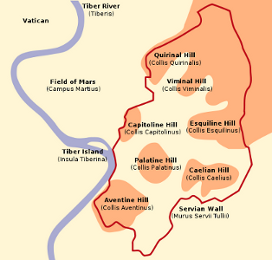 Tiber River
(Tiberis)
Vatican
Quirinal Hill
(Collis Quirinalis)
Field of Mars
(Campus Martius)
Viminal Hill
(Collis Viminalis)
Capitoline Hill
(Collis Capitolinus)
Esquiline Hill
(Collis Esquilinus)
Tiber Island
(Insula Tiberina)
Palatine Hill
(Collis Palatinus)
Caelian Hill
(Collis Caelius)
Aventine Hill
(Collis Aventinus)
Servian Wall
(Murus Servii Tullii)